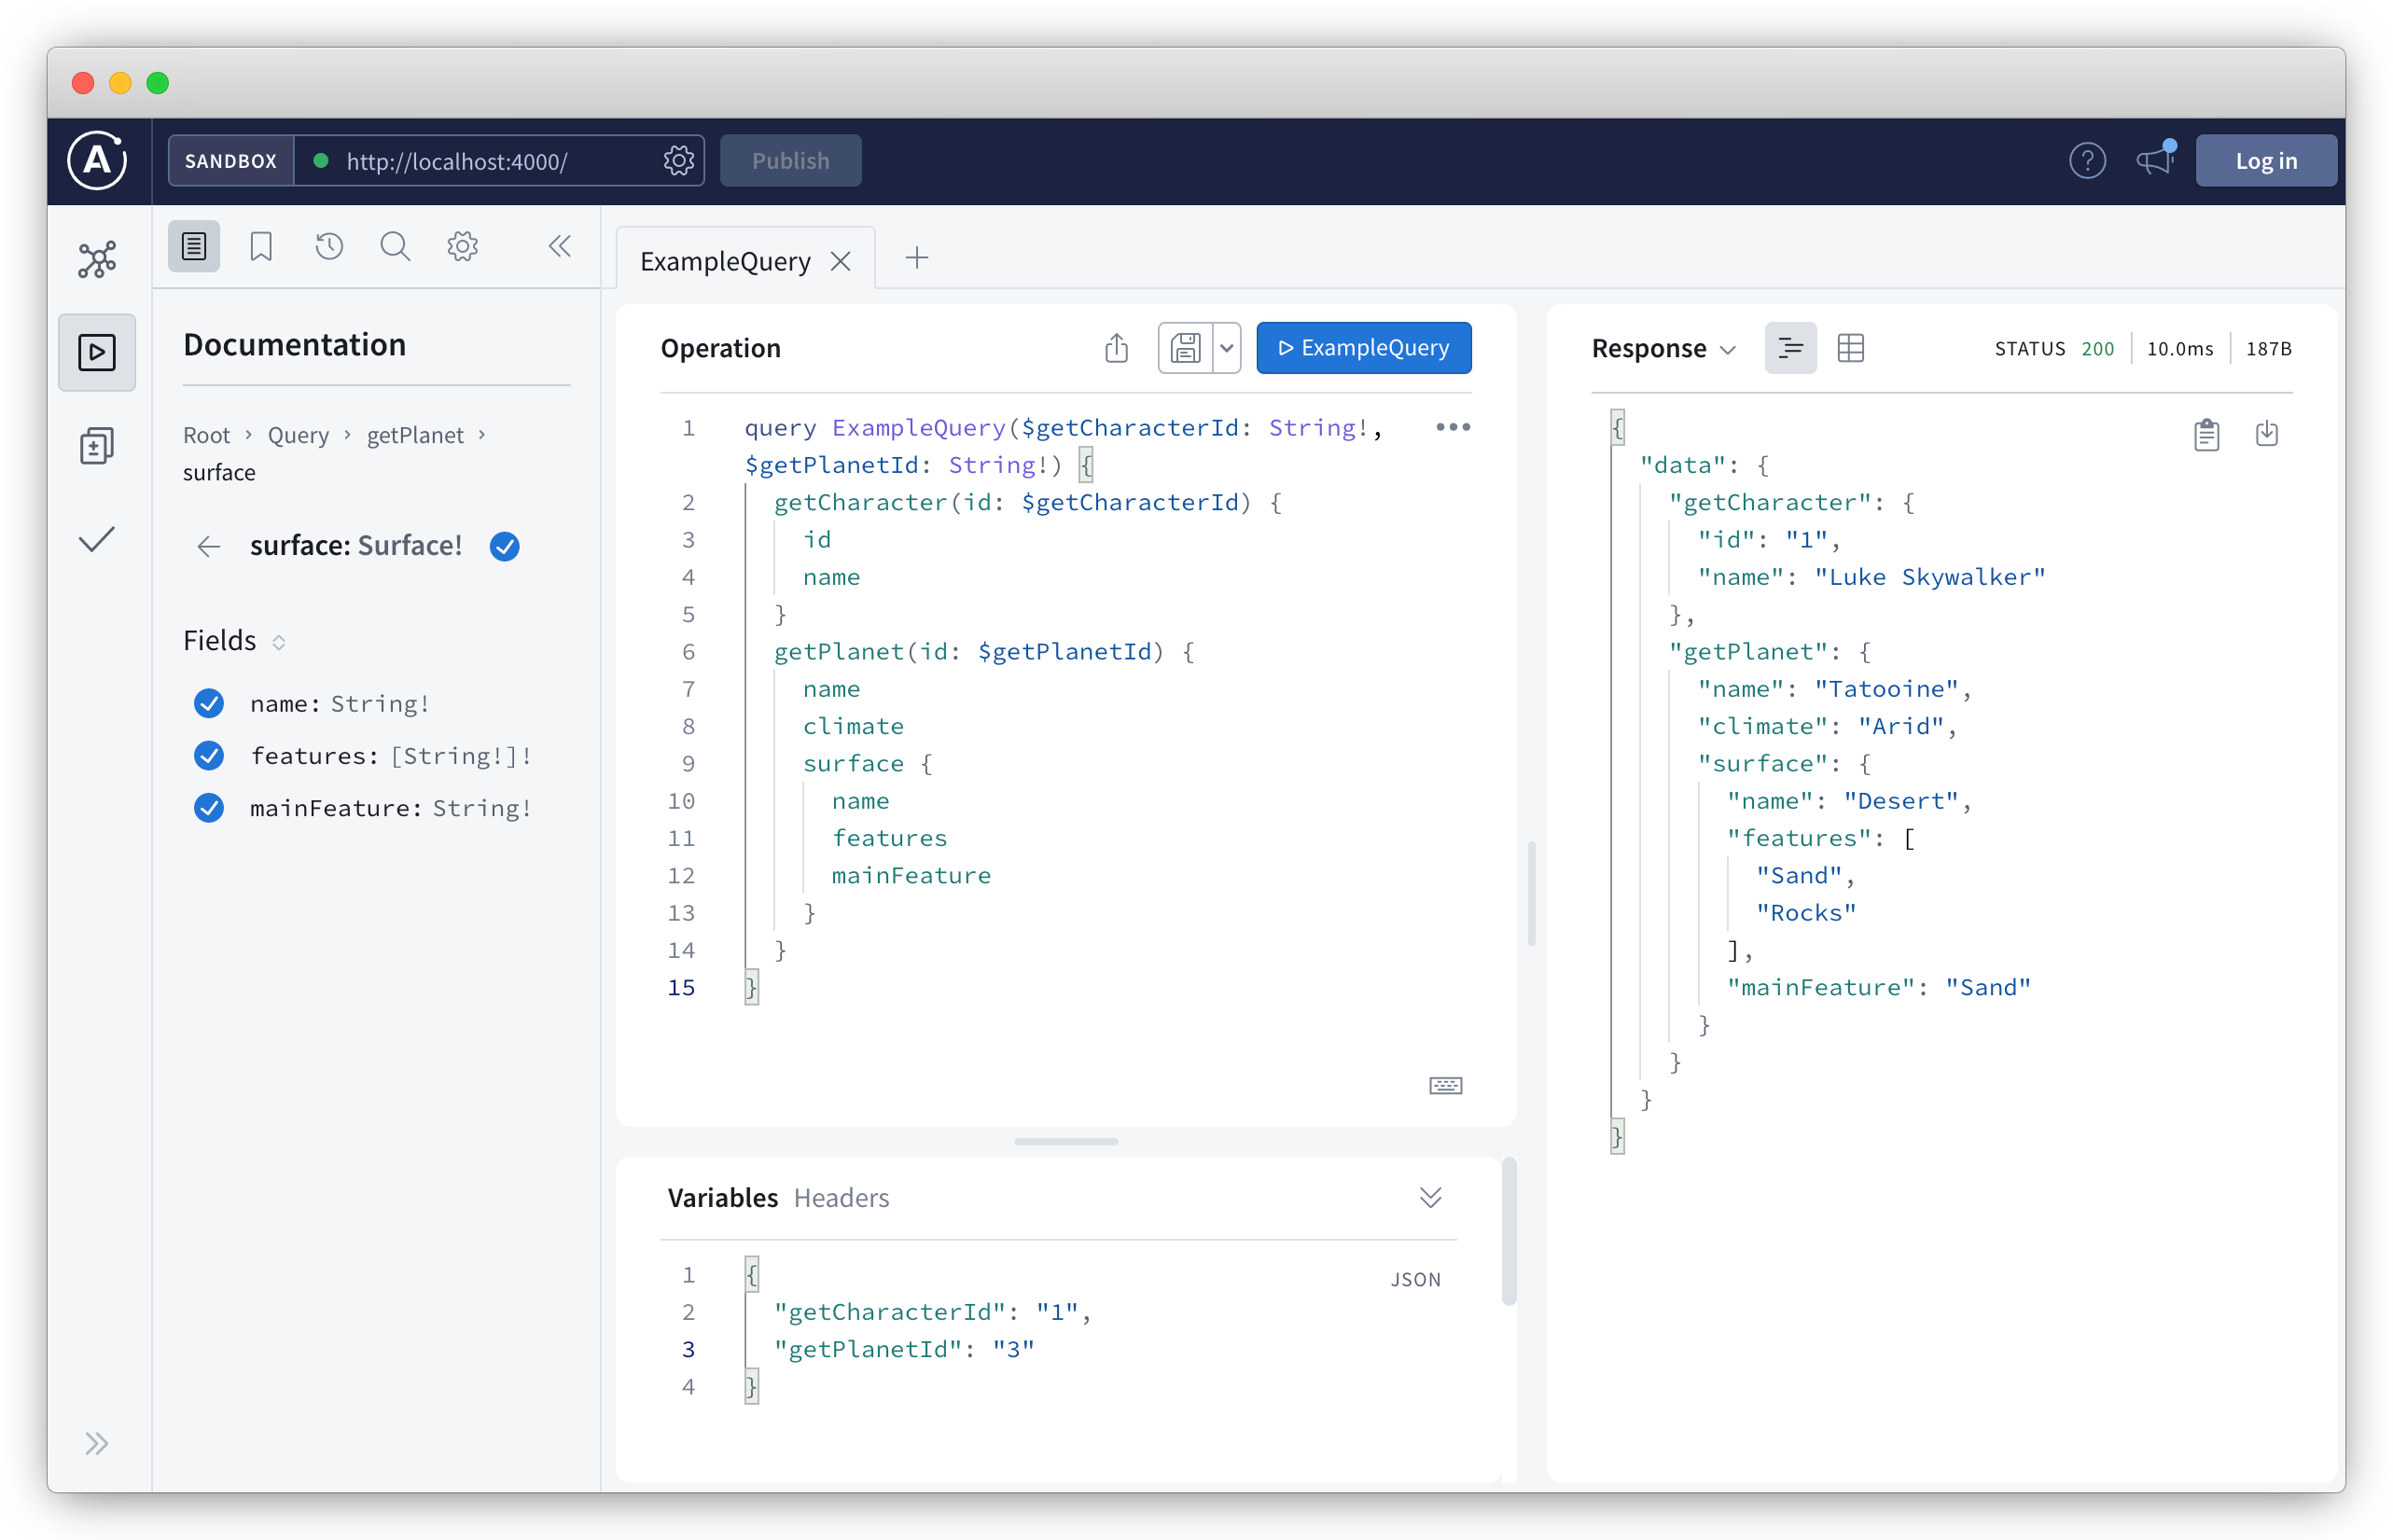 A
SANDBOX
http://localhost:4000/
Publish
?
Log in
Documentation
Root › Query › getPlanet ›
surface
surface: Surface!
Fields
name: String!
features: [String!]!
mainFeature: String!
ExampleQuery
Operation
ExampleQuery
1 query ExampleQuery($getCharacterId: String!,
$getPlanetId: String!) {
2 getCharacter(id: $getCharacterId) {
3 id
4 name
5 }
6 getPlanet(id: $getPlanetId) {
7 name
8 climate
9 surface {
10 name
11 features
12 mainFeature
13 }
14 }
15 }
Variables Headers
JSON
1 {
2 "getCharacterId": "1",
3 "getPlanetId": "3"
4 }
Response
STATUS 200 10.0ms 187B
{
"data": {
"getCharacter": {
"id": "1",
"name": "Luke Skywalker"
},
"getPlanet": {
"name": "Tatooine",
"climate": "Arid",
"surface": {
"name": "Desert",
"features": [
"Sand",
"Rocks"
],
"mainFeature": "Sand"
}
}
}
}